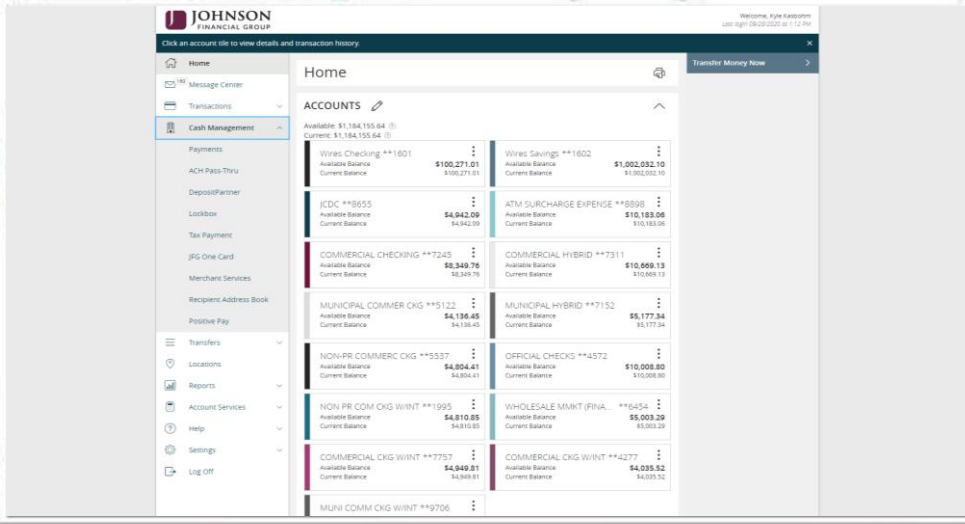 JOHNSON
FINANCIAL GROUP
Welcome, Kyle Kasbohm
Last login 09/20/2020 at 1:12 PM
Click an account tile to view details and transaction history.
Home
Message Center
Transactions
Cash Management
Payments
ACH Pass-Thru
DepositPartner
Lockbox
Tax Payment
JFG One Card
Merchant Services
Recipient Address Book
Positive Pay
Transfers
Locations
Reports
Account Services
Help
Settings
Log Off
Home
ACCOUNTS
Available: $1,184,155.64
Current: $1,184,155.64
Wires Checking **1601
Available Balance $100,271.01
Current Balance $100,271.01
Wires Savings **1602
Available Balance $1,002,032.10
Current Balance $1,002,032.10
JCDC **8655
Available Balance $4,942.09
Current Balance $4,942.09
ATM SURCHARGE EXPENSE **8898
Available Balance $10,183.06
Current Balance $10,183.06
COMMERCIAL CHECKING **7245
Available Balance $8,349.76
Current Balance $8,349.76
COMMERCIAL HYBRID **7311
Available Balance $10,669.13
Current Balance $10,669.13
MUNICIPAL COMMER CKG **5122
Available Balance $4,136.45
Current Balance $4,136.45
MUNICIPAL HYBRID **7152
Available Balance $5,177.34
Current Balance $5,177.34
NON-PR COMMERC CKG **5537
Available Balance $4,804.41
Current Balance $4,804.41
OFFICIAL CHECKS **4572
Available Balance $10,008.80
Current Balance $10,008.80
NON PR COM CKG W/INT **1995
Available Balance $4,810.85
Current Balance $4,810.85
WHOLESALE MMKT (FINA... **6454
Available Balance $5,003.29
Current Balance $5,003.29
COMMERCIAL CKG W/INT **7757
Available Balance $4,949.81
Current Balance $4,949.81
COMMERCIAL CKG W/INT **4277
Available Balance $4,035.52
Current Balance $4,035.52
MUNI COMM CKG W/INT **9706
Transfer Money Now